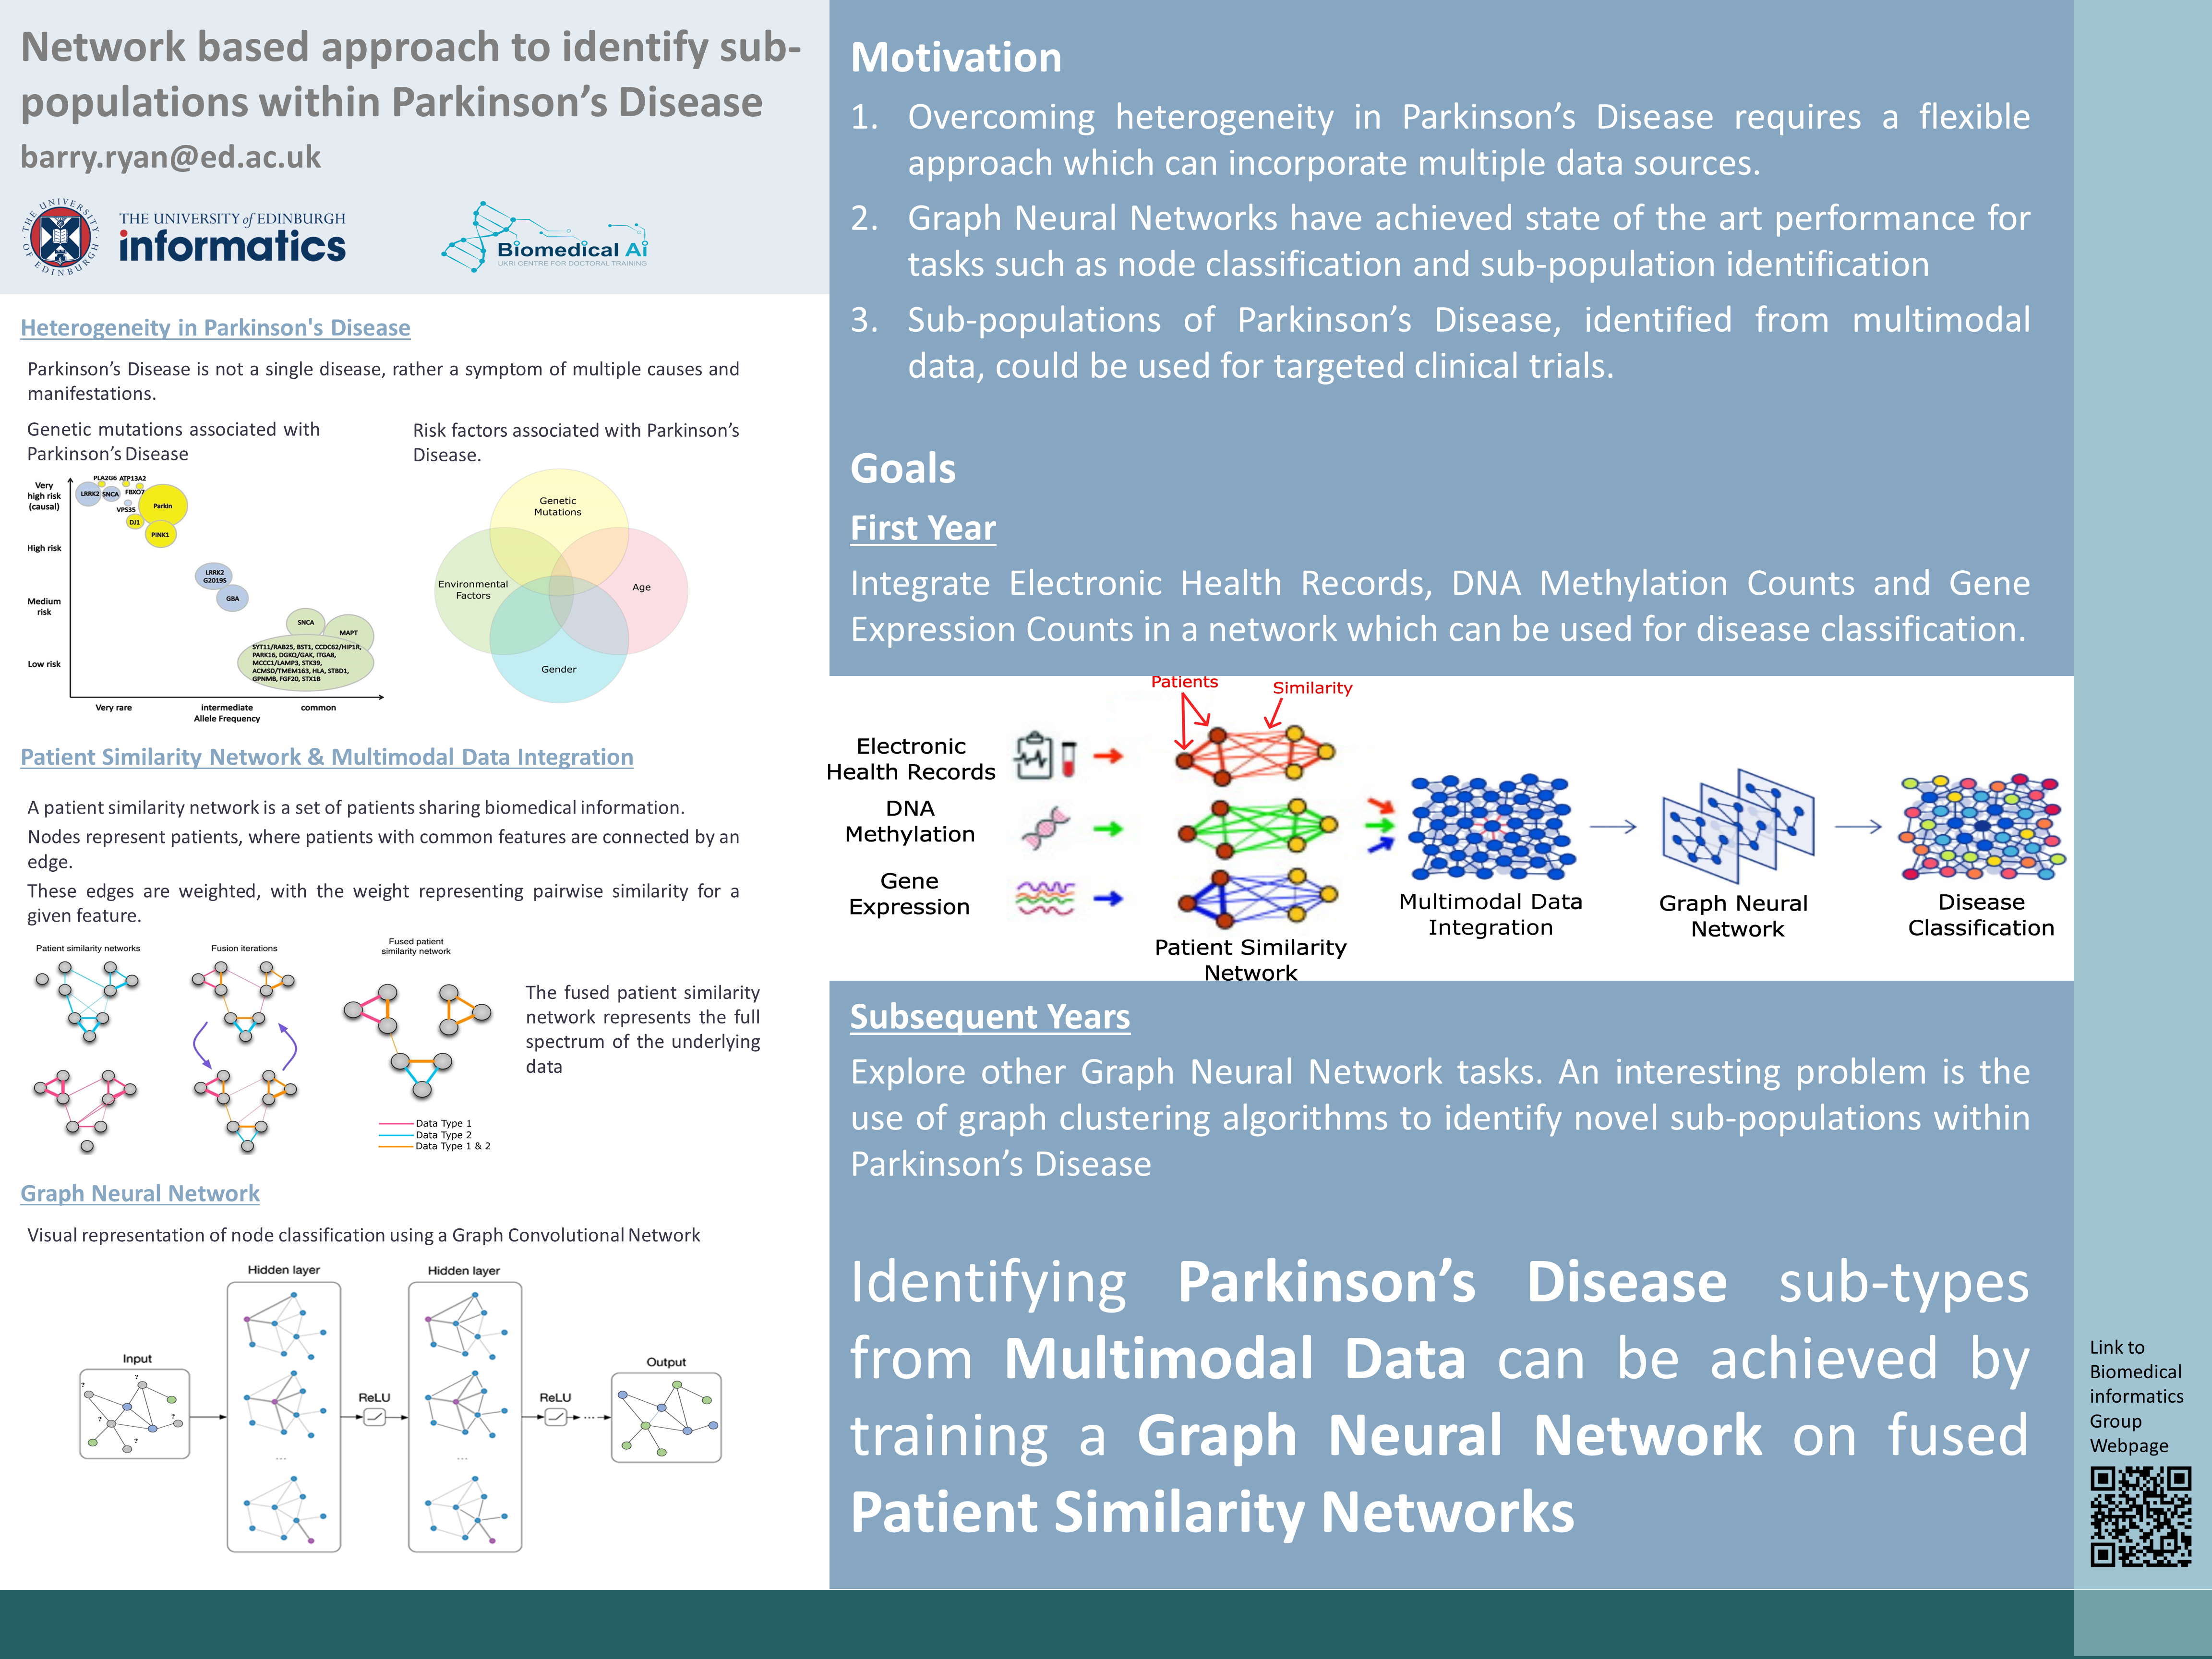 Network based approach to identify sub-
populations within Parkinson’s Disease
barry.ryan@ed.ac.uk
THE UNIVERSITY OF EDINBURGH
THE UNIVERSITY of EDINBURGH
informatics
Biomedical Ai
UKRI CENTRE FOR DOCTORAL TRAINING
Heterogeneity in Parkinson's Disease
Parkinson’s Disease is not a single disease, rather a symptom of multiple causes and
manifestations.
Genetic mutations associated with
Parkinson’s Disease
Very
high risk
(causal)
High risk
Medium
risk
Low risk
PLA2G6 ATP13A2
LRRK2 SNCA FBXO7
VPS35
Parkin
DJ1
PINK1
LRRK2
G2019S
GBA
SNCA
MAPT
SYT11/RAB25, BST1, CCDC62/HIP1R,
PARK16, DGKQ/GAK, ITGA8,
MCCC1/LAMP3, STK39,
ACMSD/TMEM163, HLA, STBD1,
GPNMB, FGF20, STX1B
Very rare
intermediate
common
Allele Frequency
Risk factors associated with Parkinson’s
Disease.
Genetic
Mutations
Environmental
Factors
Age
Gender
Patient Similarity Network & Multimodal Data Integration
A patient similarity network is a set of patients sharing biomedical information.
Nodes represent patients, where patients with common features are connected by an
edge.
These edges are weighted, with the weight representing pairwise similarity for a
given feature.
Patient similarity networks
Fusion iterations
Fused patient
similarity network
Data Type 1
Data Type 2
Data Type 1 & 2
The fused patient similarity
network represents the full
spectrum of the underlying
data
Graph Neural Network
Visual representation of node classification using a Graph Convolutional Network
Input
?
?
?
?
?
Hidden layer
...
ReLU
Hidden layer
...
ReLU
...
Output
Motivation
1. Overcoming heterogeneity in Parkinson’s Disease requires a flexible
approach which can incorporate multiple data sources.
2. Graph Neural Networks have achieved state of the art performance for
tasks such as node classification and sub-population identification
3. Sub-populations of Parkinson’s Disease, identified from multimodal
data, could be used for targeted clinical trials.
Goals
First Year
Integrate Electronic Health Records, DNA Methylation Counts and Gene
Expression Counts in a network which can be used for disease classification.
Patients
Similarity
Electronic
Health Records
DNA
Methylation
Gene
Expression
Patient Similarity
Network
Multimodal Data
Integration
Graph Neural
Network
Disease
Classification
Subsequent Years
Explore other Graph Neural Network tasks. An interesting problem is the
use of graph clustering algorithms to identify novel sub-populations within
Parkinson’s Disease
Identifying Parkinson’s Disease sub-types
from Multimodal Data can be achieved by
training a Graph Neural Network on fused
Patient Similarity Networks
Link to
Biomedical
informatics
Group
Webpage